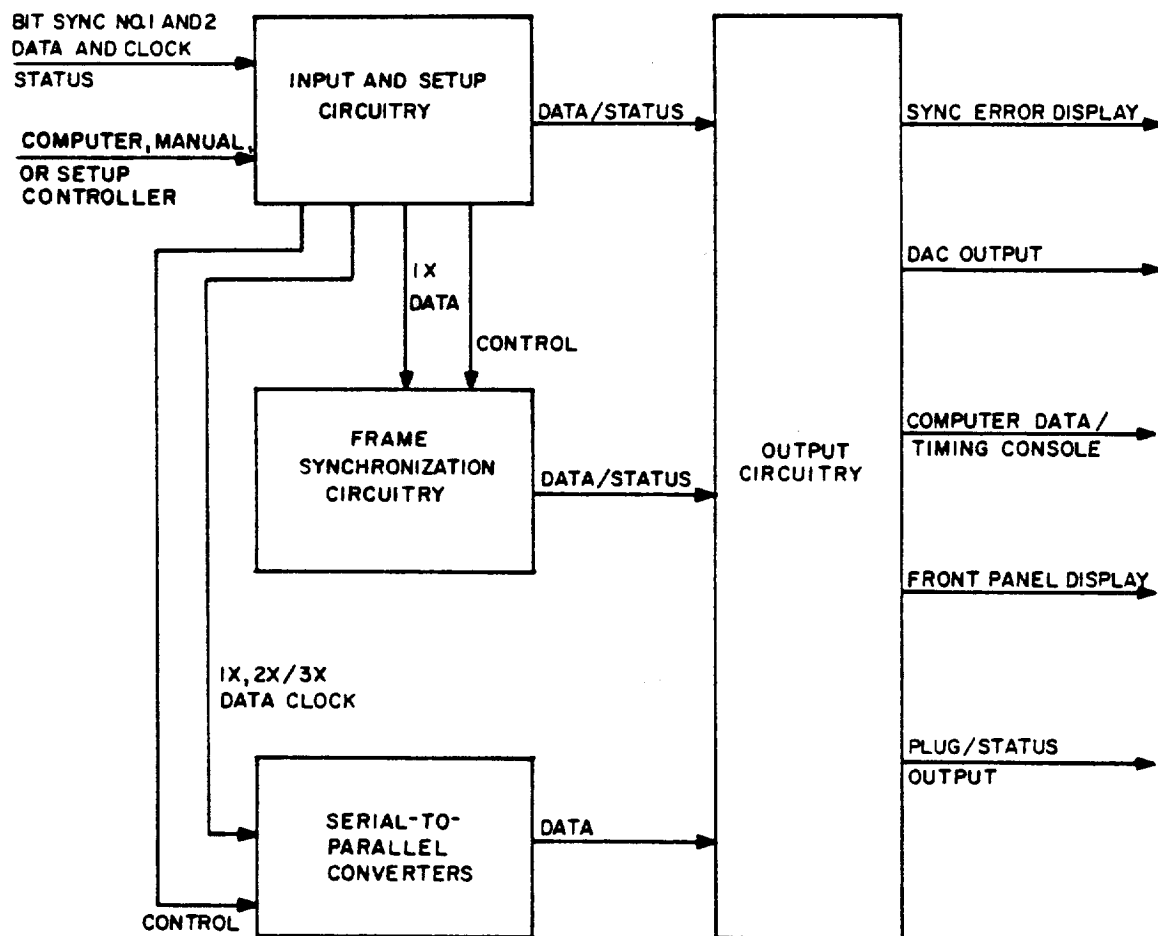 BIT SYNC NO.1 AND 2
DATA AND CLOCK
STATUS
COMPUTER, MANUAL,
OR SETUP
CONTROLLER
INPUT AND SETUP
CIRCUITRY
DATA/STATUS
1X
DATA
CONTROL
FRAME
SYNCHRONIZATION
CIRCUITRY
DATA/STATUS
1X, 2X/3X
DATA CLOCK
SERIAL-TO-
PARALLEL
CONVERTERS
DATA
CONTROL
OUTPUT
CIRCUITRY
SYNC ERROR DISPLAY
DAC OUTPUT
COMPUTER DATA/
TIMING CONSOLE
FRONT PANEL DISPLAY
PLUG/STATUS
OUTPUT